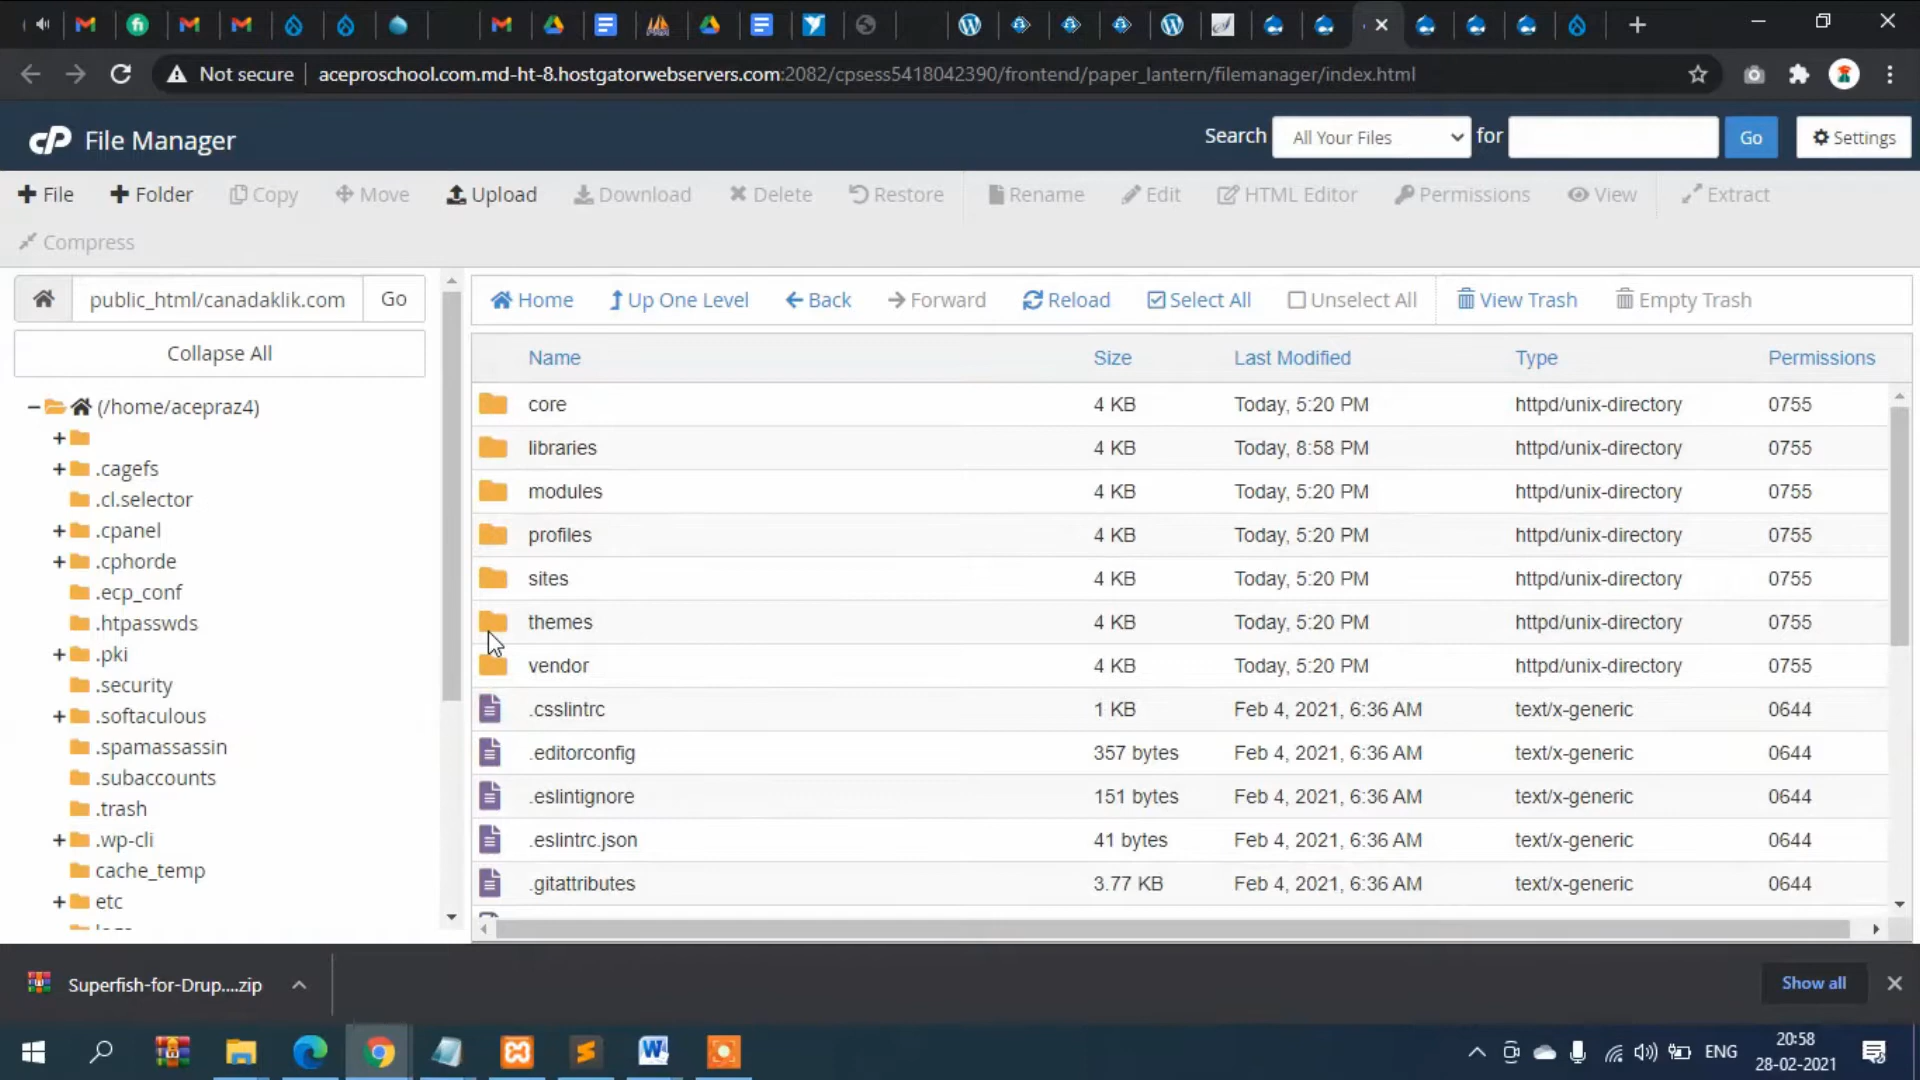 Not secure
aceproschool.com.md-ht-8.hostgatorwebservers.com:2082/cpsess5418042390/frontend/paper_lantern/filemanager/index.html
cP File Manager
Search All Your Files for Go Settings
File Folder Copy Move Upload Download Delete Restore Rename Edit HTML Editor Permissions View Extract
Compress
public_html/canadaklik.com Go
Collapse All
(/home/acepraz4)
.cagefs
.cl.selector
.cpanel
.cphorde
.ecp_conf
.htpasswds
.pki
.security
.softaculous
.spamassassin
.subaccounts
.trash
.wp-cli
cache_temp
etc
Home Up One Level Back Forward Reload Select All Unselect All View Trash Empty Trash
Name Size Last Modified Type Permissions
core 4 KB Today, 5:20 PM httpd/unix-directory 0755
libraries 4 KB Today, 8:58 PM httpd/unix-directory 0755
modules 4 KB Today, 5:20 PM httpd/unix-directory 0755
profiles 4 KB Today, 5:20 PM httpd/unix-directory 0755
sites 4 KB Today, 5:20 PM httpd/unix-directory 0755
themes 4 KB Today, 5:20 PM httpd/unix-directory 0755
vendor 4 KB Today, 5:20 PM httpd/unix-directory 0755
.csslintrc 1 KB Feb 4, 2021, 6:36 AM text/x-generic 0644
.editorconfig 357 bytes Feb 4, 2021, 6:36 AM text/x-generic 0644
.eslintignore 151 bytes Feb 4, 2021, 6:36 AM text/x-generic 0644
.eslintrc.json 41 bytes Feb 4, 2021, 6:36 AM text/x-generic 0644
.gitattributes 3.77 KB Feb 4, 2021, 6:36 AM text/x-generic 0644
Superfish-for-Drup....zip
Show all
ENG
20:58
28-02-2021